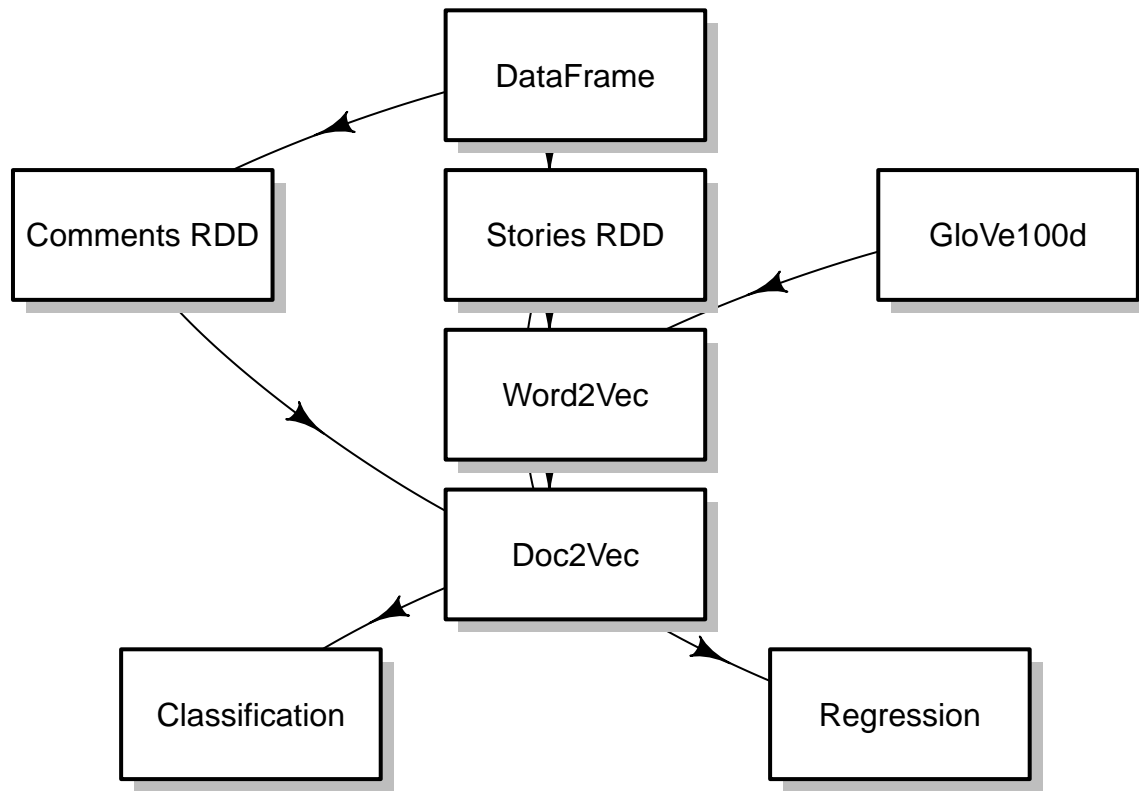 DataFrame
Comments RDD
Stories RDD
GloVe100d
Word2Vec
Doc2Vec
Classification
Regression